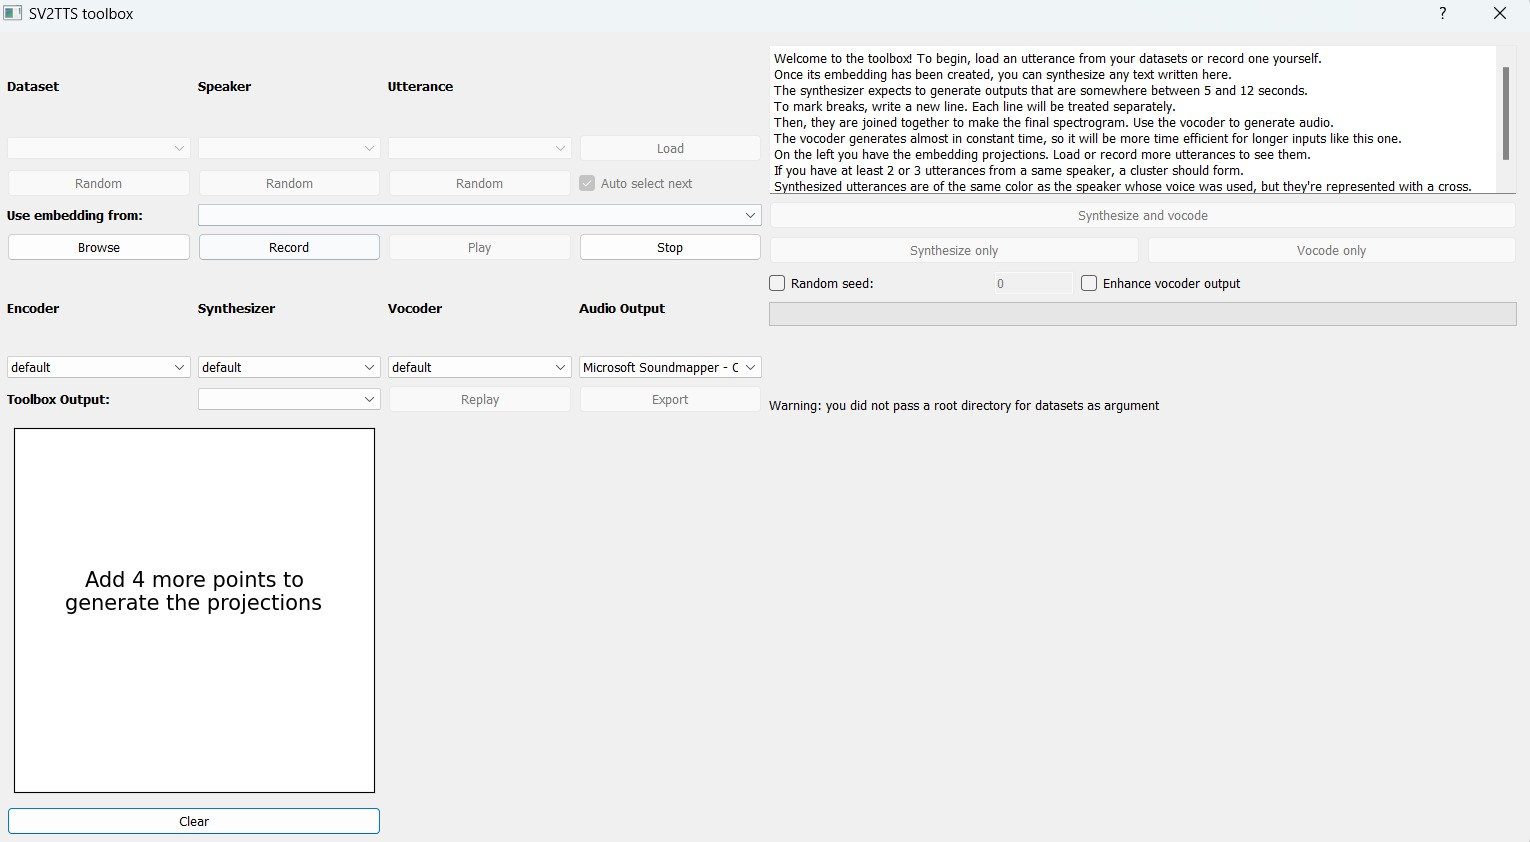 SV2TTS toolbox
?
Dataset
Speaker
Utterance
Load
Random
Random
Random
Auto select next
Use embedding from:
Browse
Record
Play
Stop
Encoder
Synthesizer
Vocoder
Audio Output
default
default
default
Microsoft Soundmapper - C
Toolbox Output:
Replay
Export
Add 4 more points to
generate the projections
Clear
Welcome to the toolbox! To begin, load an utterance from your datasets or record one yourself.
Once its embedding has been created, you can synthesize any text written here.
The synthesizer expects to generate outputs that are somewhere between 5 and 12 seconds.
To mark breaks, write a new line. Each line will be treated separately.
Then, they are joined together to make the final spectrogram. Use the vocoder to generate audio.
The vocoder generates almost in constant time, so it will be more time efficient for longer inputs like this one.
On the left you have the embedding projections. Load or record more utterances to see them.
If you have at least 2 or 3 utterances from a same speaker, a cluster should form.
Synthesized utterances are of the same color as the speaker whose voice was used, but they're represented with a cross.
Synthesize and vocode
Synthesize only
Vocode only
Random seed:
0
Enhance vocoder output
Warning: you did not pass a root directory for datasets as argument